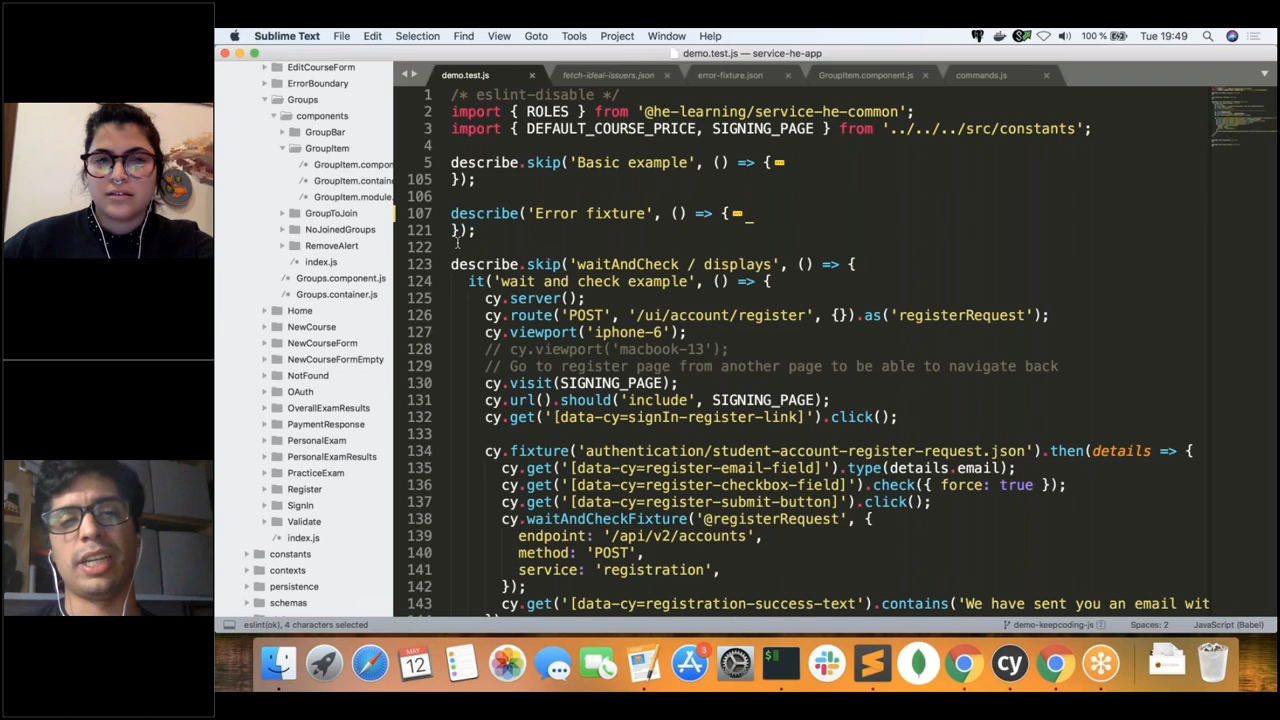 Sublime Text File Edit Selection Find View Goto Tools Project Window Help 100 % Tue 19:49
demo.test.js — service-he-app
demo.test.js fetch-ideal-issuers.json error-fixture.json GroupItem.component.js commands.js
EditCourseForm
ErrorBoundary
Groups
components
GroupBar
GroupItem
GroupItem.compon
GroupItem.containe
GroupItem.module.
GroupToJoin
NoJoinedGroups
RemoveAlert
index.js
Groups.component.js
Groups.container.js
Home
NewCourse
NewCourseForm
NewCourseFormEmpty
NotFound
OAuth
OverallExamResults
PaymentResponse
PersonalExam
PersonalExamResults
PracticeExam
Register
SignIn
Validate
index.js
constants
contexts
persistence
schemas
1 /* eslint-disable */
2 import { ROLES } from '@he-learning/service-he-common';
3 import { DEFAULT_COURSE_PRICE, SIGNING_PAGE } from '../../../src/constants';
4
5 describe.skip('Basic example', () => {
105 });
106
107 describe('Error fixture', () => {
121 });
122
123 describe.skip('waitAndCheck / displays', () => {
124 it('wait and check example', () => {
125 cy.server();
126 cy.route('POST', '/ui/account/register', {}).as('registerRequest');
127 cy.viewport('iphone-6');
128 // cy.viewport('macbook-13');
129 // Go to register page from another page to be able to navigate back
130 cy.visit(SIGNING_PAGE);
131 cy.url().should('include', SIGNING_PAGE);
132 cy.get('[data-cy=signIn-register-link]').click();
133
134 cy.fixture('authentication/student-account-register-request.json').then(details => {
135 cy.get('[data-cy=register-email-field]').type(details.email);
136 cy.get('[data-cy=register-checkbox-field]').check({ force: true });
137 cy.get('[data-cy=register-submit-button]').click();
138 cy.waitAndCheckFixture('@registerRequest', {
139 endpoint: '/api/v2/accounts',
140 method: 'POST',
141 service: 'registration',
142 });
143 cy.get('[data-cy=registration-success-text').contains('We have sent you an email wit
eslint(ok), 4 characters selected demo-keepcoding-js 2 Spaces: 2 JavaScript (Babel)
MAY
12
3
cy